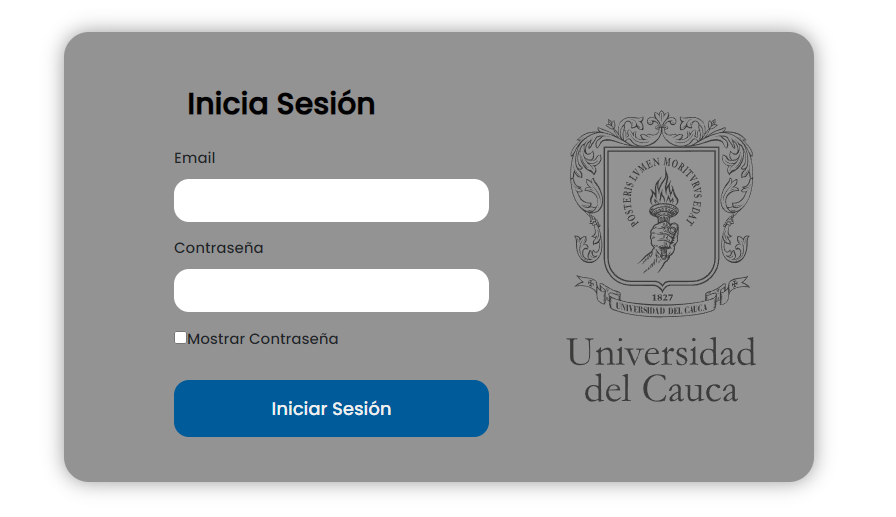 Inicia Sesión
Email
Contraseña
Mostrar Contraseña
Iniciar Sesión
POSTERIS LVMEN MORITVRVS EDAT
1827
UNIVERSIDAD DEL CAUCA
Universidad
del Cauca